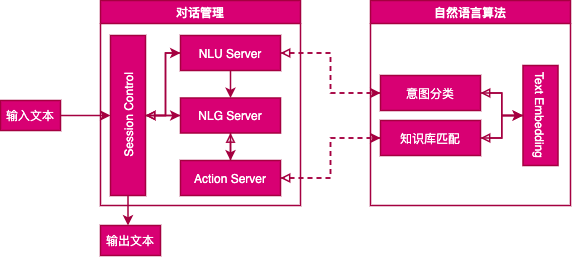 对话管理
自然语言算法
输入文本
Session Control
NLU Server
NLG Server
Action Server
意图分类
知识库匹配
Text Embedding
输出文本